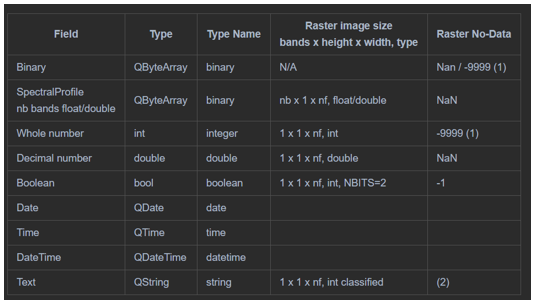 Field Type Type Name Raster image size Raster No-Data
bands x height x width, type
Binary QByteArray binary N/A Nan / -9999 (1)
SpectralProfile
nb bands float/double QByteArray binary nb x 1 x nf, float/double NaN
Whole number int integer 1 x 1 x nf, int -9999 (1)
Decimal number double double 1 x 1 x nf, double NaN
Boolean bool boolean 1 x 1 x nf, int, NBITS=2 -1
Date QDate date
Time QTime time
DateTime QDateTime datetime
Text QString string 1 x 1 x nf, int classified (2)